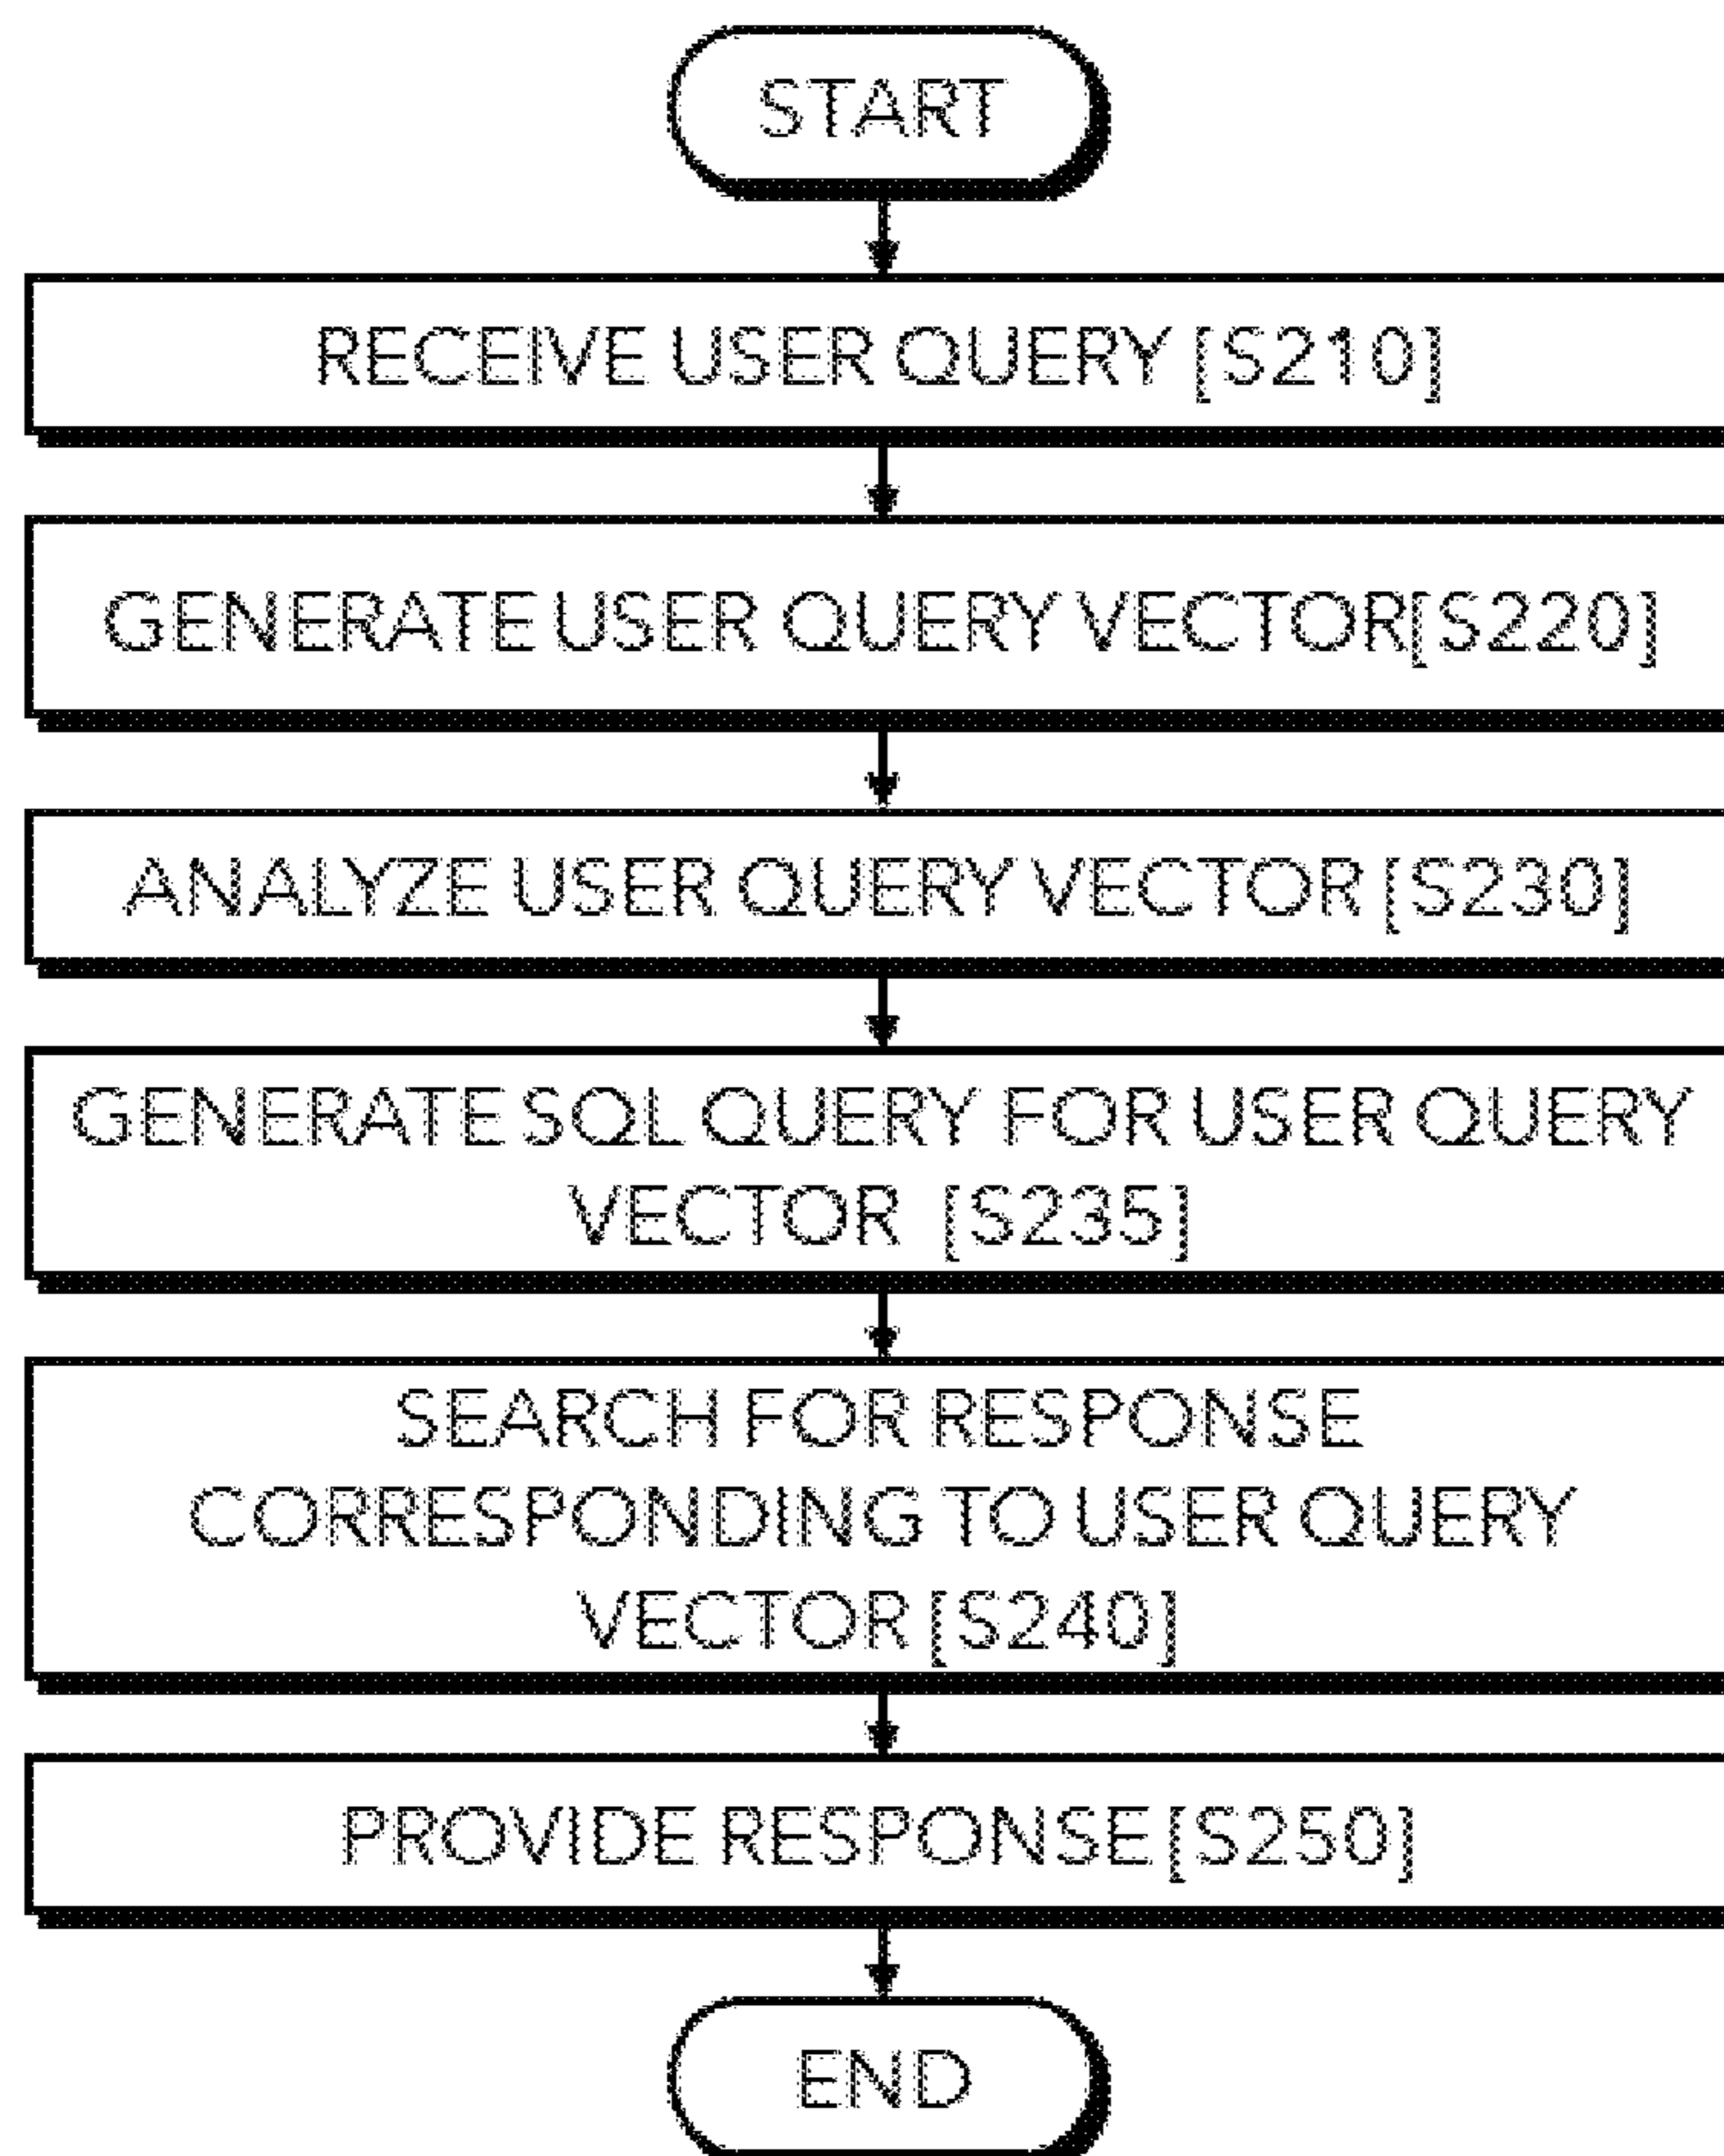 START
RECEIVE USER QUERY [S210]
GENERATE USER QUERY VECTOR[S220]
ANALYZE USER QUERY VECTOR [S230]
GENERATE SQL QUERY FOR USER QUERY
VECTOR [S235]
SEARCH FOR RESPONSE
CORRESPONDING TO USER QUERY
VECTOR [S240]
PROVIDE RESPONSE [S250]
END